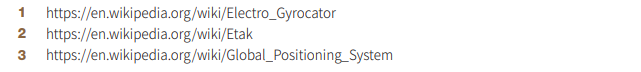 1 https://en.wikipedia.org/wiki/Electro_Gyrocator
2 https://en.wikipedia.org/wiki/Etak
3 https://en.wikipedia.org/wiki/Global_Positioning_System